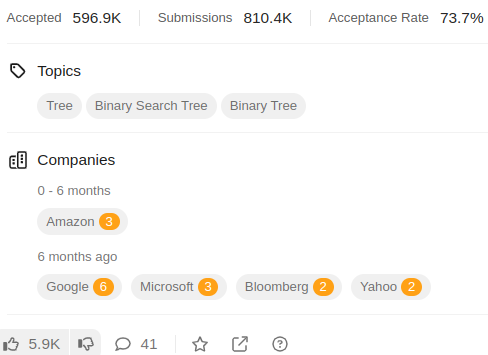 Accepted 596.9K Submissions 810.4K Acceptance Rate 73.7%
Topics
Tree Binary Search Tree Binary Tree
Companies
0 - 6 months
Amazon 3
6 months ago
Google 6 Microsoft 3 Bloomberg 2 Yahoo 2
5.9K 41